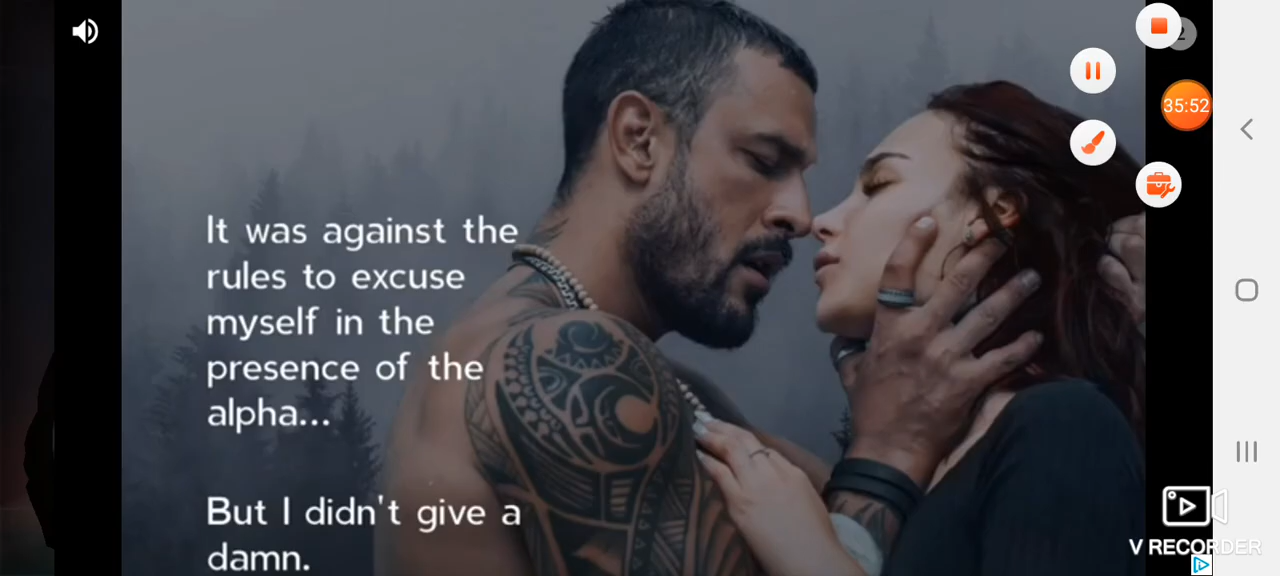 2
35:52
It was against the
rules to excuse
myself in the
presence of the
alpha...
But I didn't give a
damn.
V RECORDER